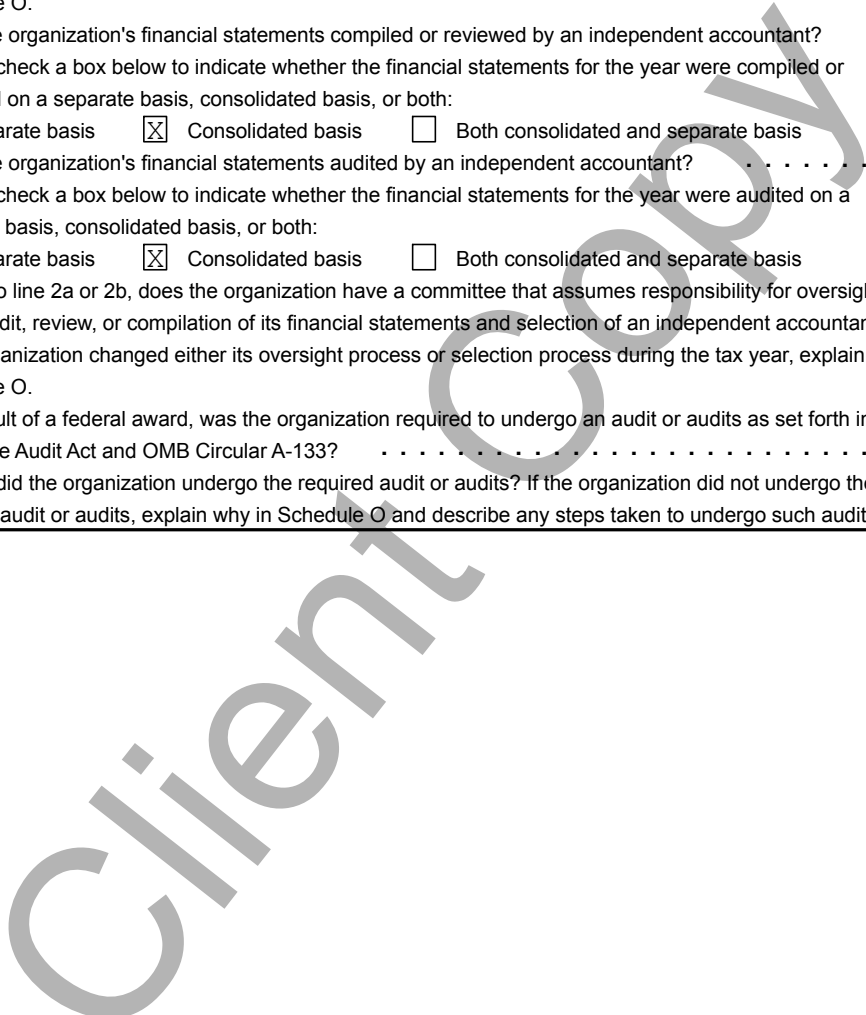 e O.
e organization's financial statements compiled or reviewed by an independent accountant?
check a box below to indicate whether the financial statements for the year were compiled or
on a separate basis, consolidated basis, or both:
arate basis [X] Consolidated basis [ ] Both consolidated and separate basis
e organization's financial statements audited by an independent accountant? . . . . . . .
check a box below to indicate whether the financial statements for the year were audited on a
basis, consolidated basis, or both:
arate basis [X] Consolidated basis [ ] Both consolidated and separate basis
o line 2a or 2b, does the organization have a committee that assumes responsibility for oversigh
dit, review, or compilation of its financial statements and selection of an independent accountan
ganization changed either its oversight process or selection process during the tax year, explain
e O.
ult of a federal award, was the organization required to undergo an audit or audits as set forth in
e Audit Act and OMB Circular A-133? . . . . . . . . . . . . . . . . . . . . . . . . . .
did the organization undergo the required audit or audits? If the organization did not undergo the
audit or audits, explain why in Schedule O and describe any steps taken to undergo such audit
Client Copy